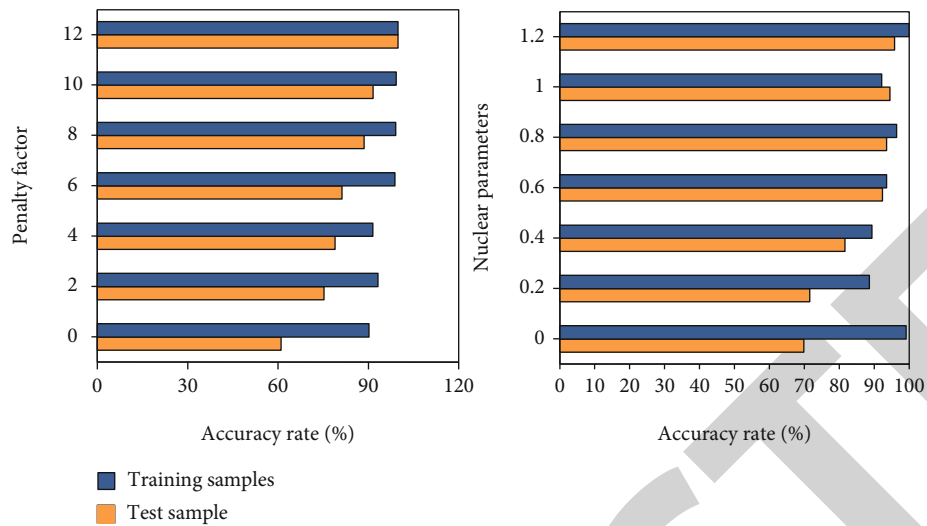 Penalty factor
12
10
8
6
4
2
0
0 30 60 90 120
Accuracy rate (%)
Nuclear parameters
1.2
1
0.8
0.6
0.4
0.2
0
0 10 20 30 40 50 60 70 80 90 100
Accuracy rate (%)
Training samples
Test sample